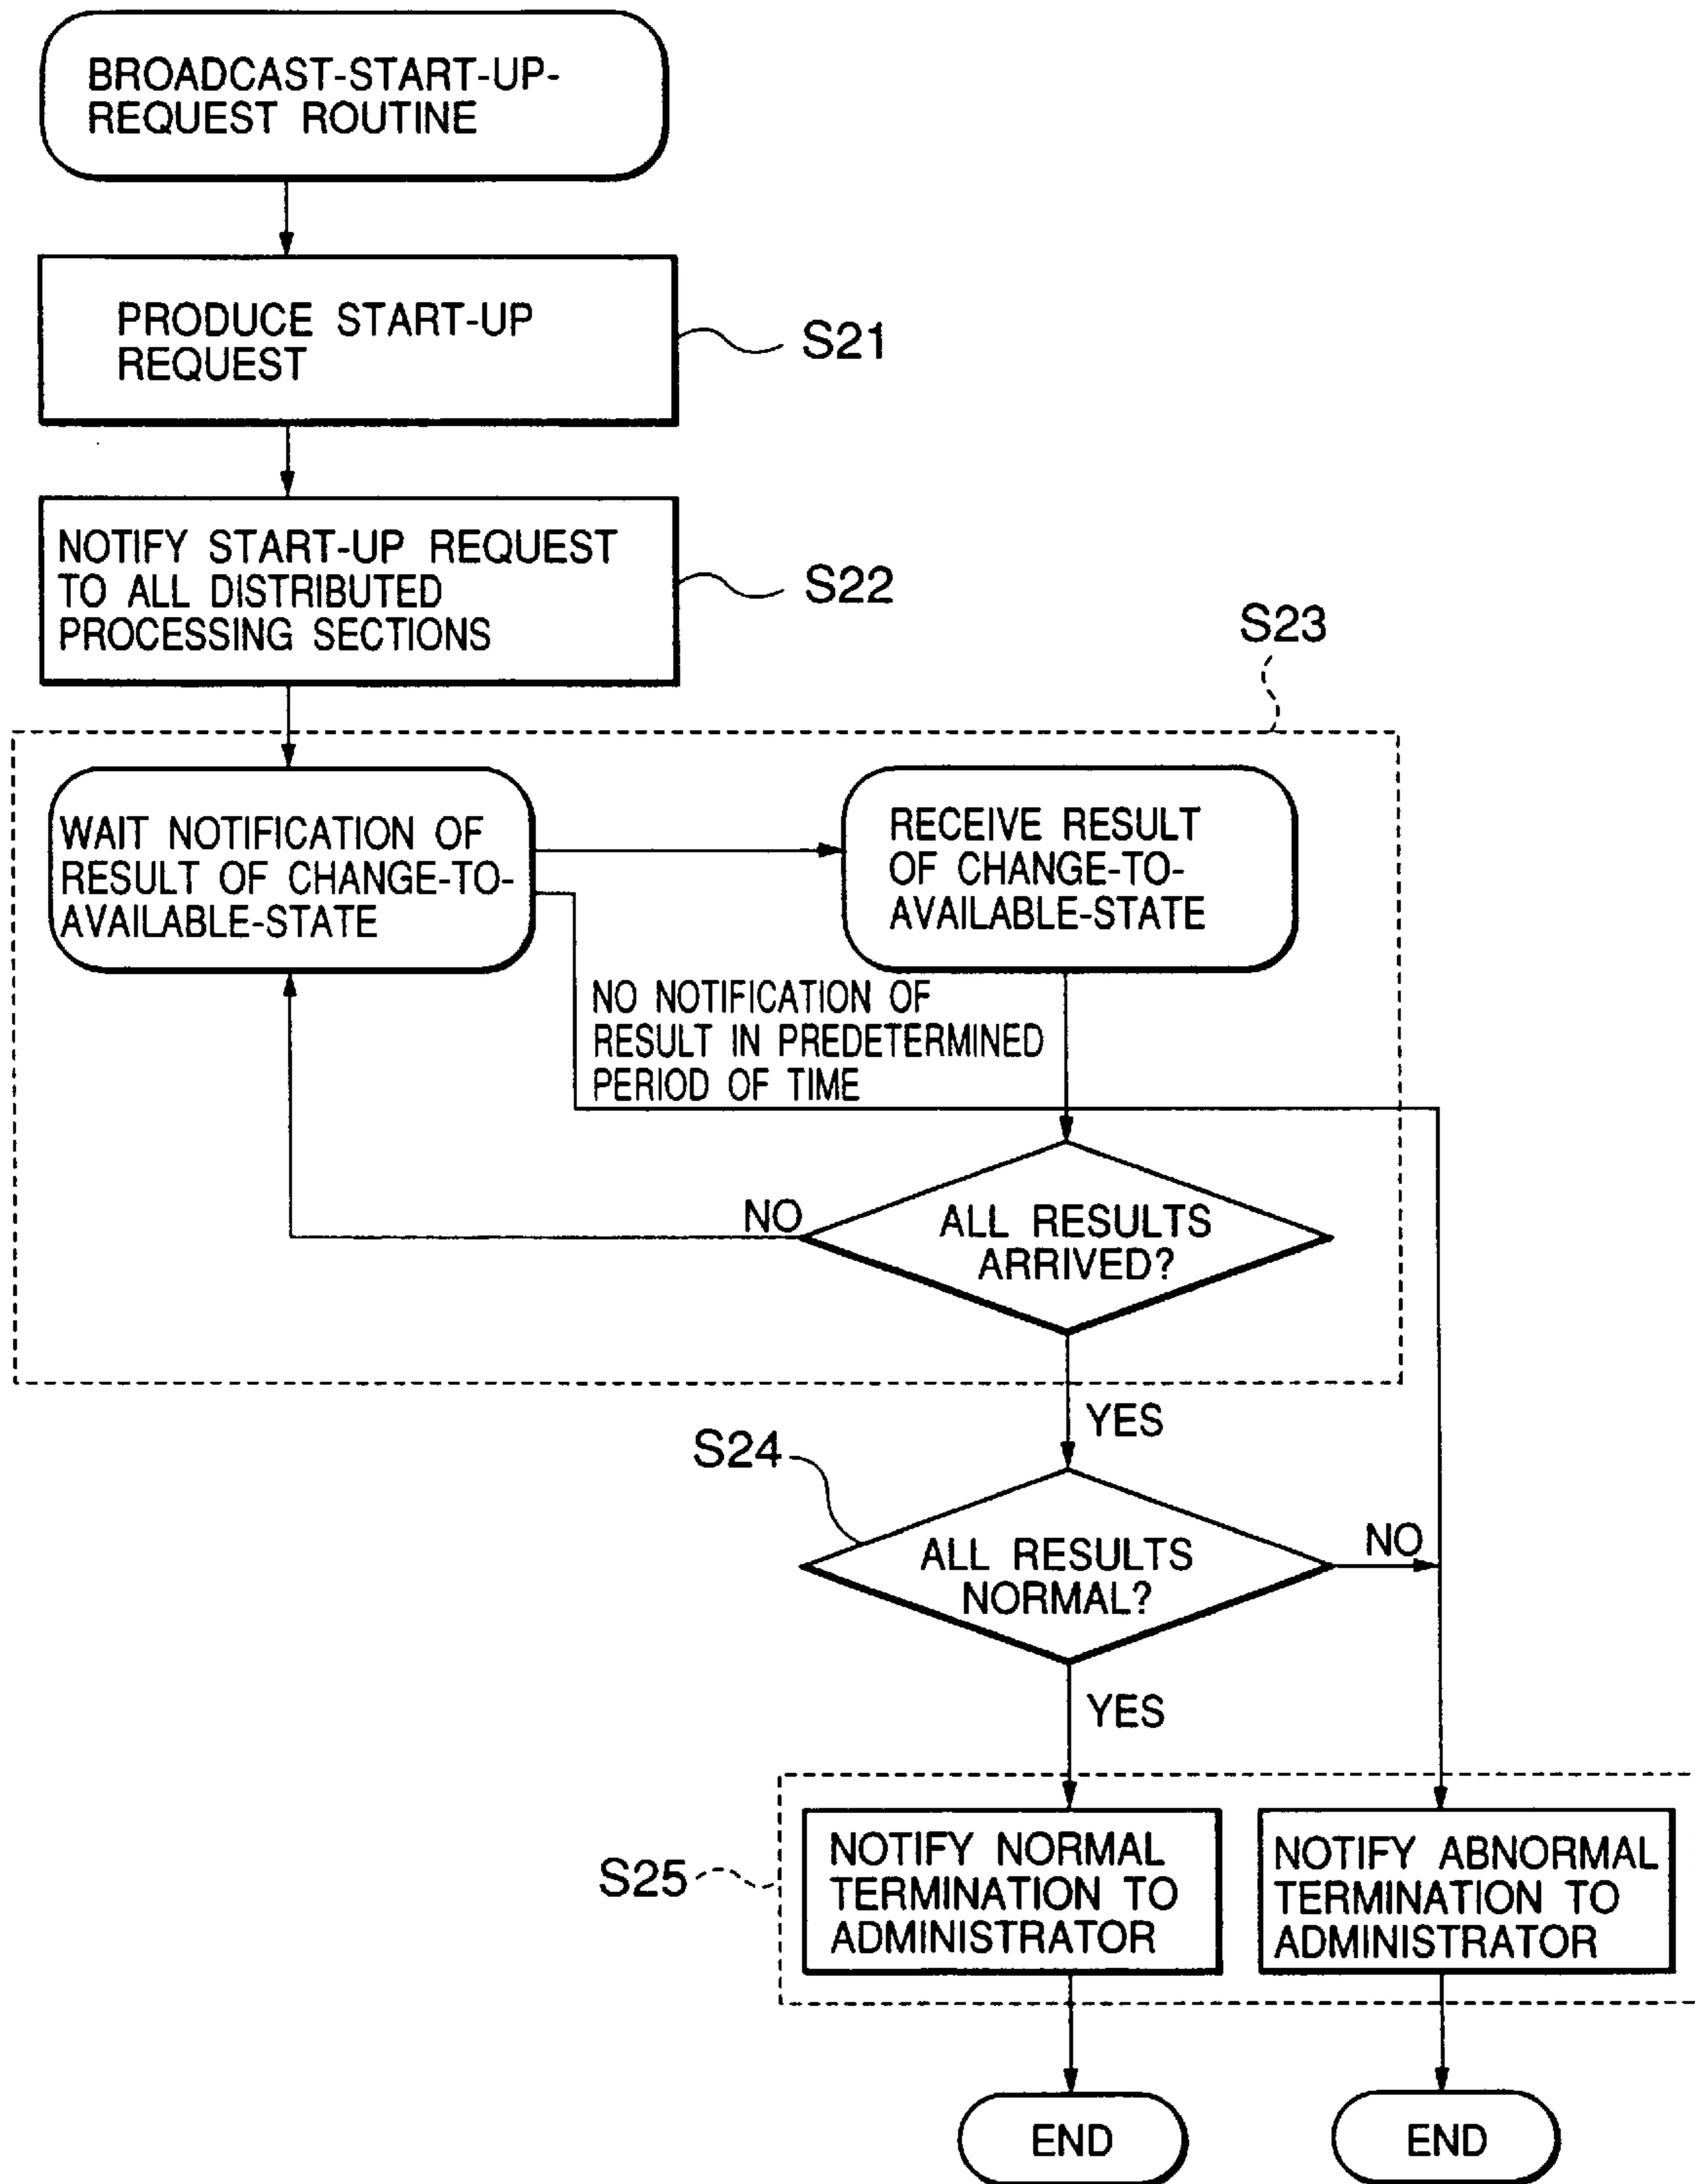 BROADCAST-START-UP-
REQUEST ROUTINE
PRODUCE START-UP
REQUEST
S21
NOTIFY START-UP REQUEST
TO ALL DISTRIBUTED
PROCESSING SECTIONS
S22
S23
WAIT NOTIFICATION OF
RESULT OF CHANGE-TO-
AVAILABLE-STATE
RECEIVE RESULT
OF CHANGE-TO-
AVAILABLE-STATE
NO NOTIFICATION OF
RESULT IN PREDETERMINED
PERIOD OF TIME
NO
ALL RESULTS
ARRIVED?
YES
S24
ALL RESULTS
NORMAL?
NO
YES
S25
NOTIFY NORMAL
TERMINATION TO
ADMINISTRATOR
NOTIFY ABNORMAL
TERMINATION TO
ADMINISTRATOR
END
END